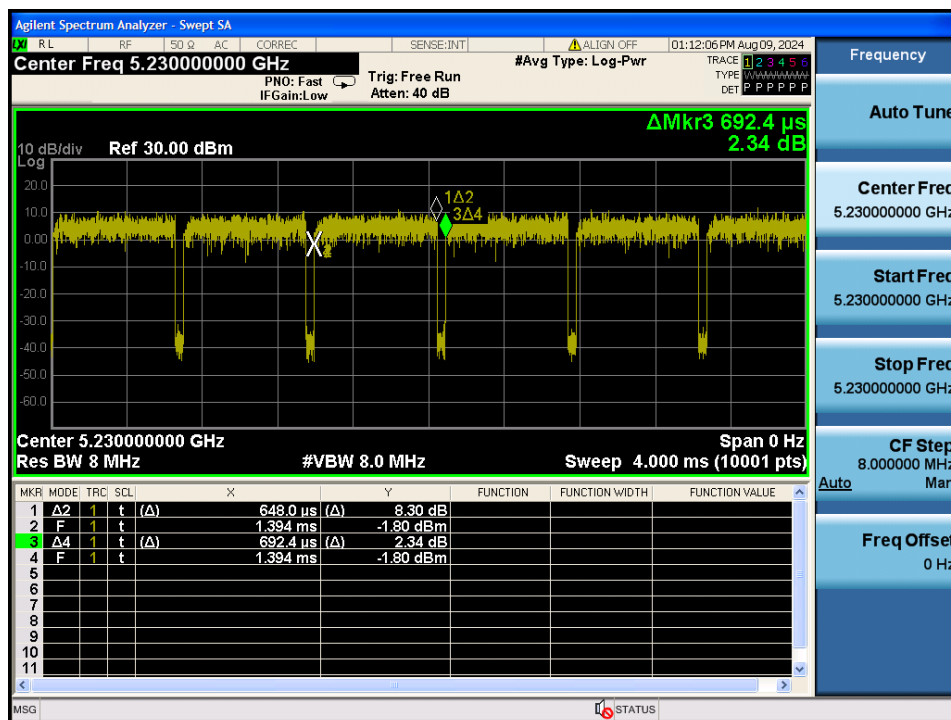 Agilent Spectrum Analyzer - Swept SA
LXI RL RF 50 Ω AC CORREC SENSE:INT ALIGN OFF 01:12:06 PM Aug 09, 2024
Center Freq 5.230000000 GHz
PNO: Fast
IFGain:Low
Trig: Free Run
Atten: 40 dB
#Avg Type: Log-Pwr
TRACE 1 2 3 4 5 6
TYPE
DET P P P P P P
ΔMkr3 692.4 µs
2.34 dB
10 dB/div Ref 30.00 dBm
Log
20.0
10.0
0.00
-10.0
-20.0
-30.0
-40.0
-50.0
-60.0
1Δ2
3Δ4
Center 5.230000000 GHz Span 0 Hz
Res BW 8 MHz #VBW 8.0 MHz Sweep 4.000 ms (10001 pts)
MKR MODE TRC SCL X Y FUNCTION FUNCTION WIDTH FUNCTION VALUE
1 Δ2 1 t (Δ) 648.0 µs (Δ) 8.30 dB
2 F 1 t 1.394 ms -1.80 dBm
3 Δ4 1 t (Δ) 692.4 µs (Δ) 2.34 dB
4 F 1 t 1.394 ms -1.80 dBm
5
6
7
8
9
10
11
MSG STATUS
Frequency
Auto Tune
Center Freq
5.230000000 GHz
Start Freq
5.230000000 GHz
Stop Freq
5.230000000 GHz
CF Step
8.000000 MHz
Auto Man
Freq Offset
0 Hz